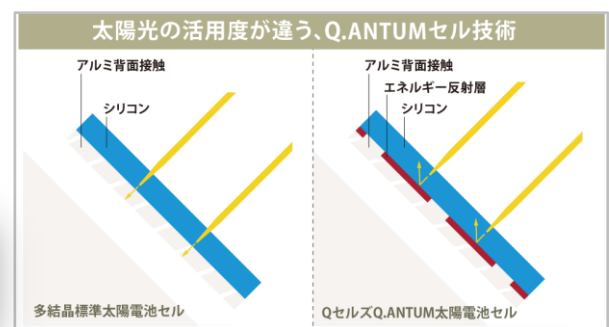 太陽光の活用度が違う、Q.ANTUMセル技術
アルミ背面接触
シリコン
多結晶標準太陽電池セル
アルミ背面接触
エネルギー反射層
シリコン
QセルズQ.ANTUM太陽電池セル